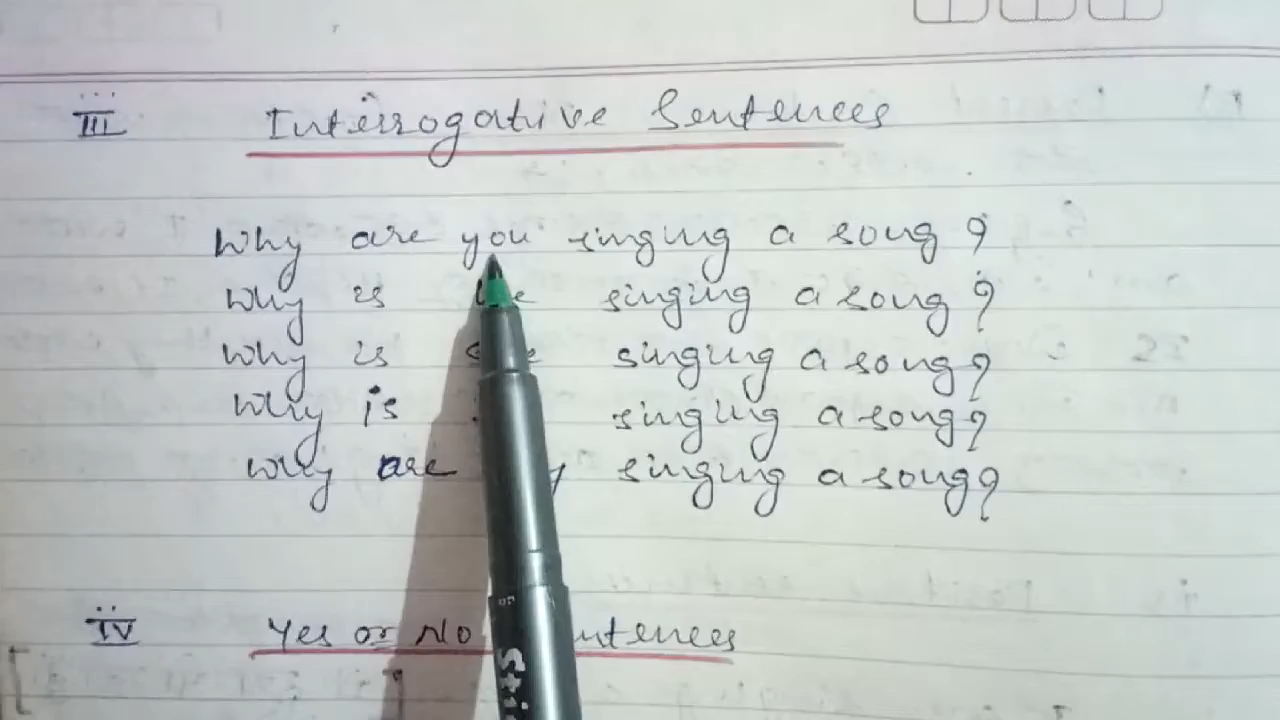 III Interrogative Sentences
Why are you singing a song?
Why is singing a song?
Why is singing a song?
Why is singing a song?
Why are singing a song?
IV Yes or No